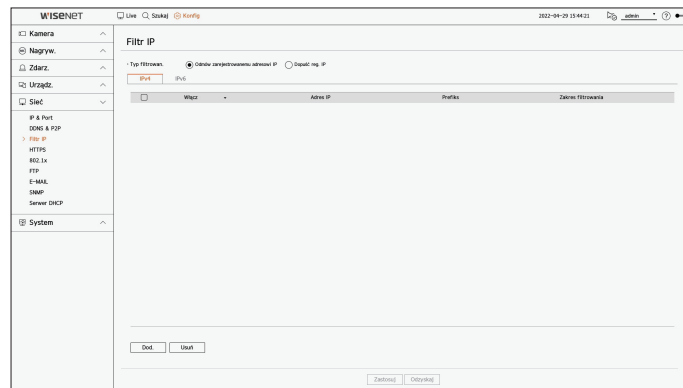 WISENET Live Szukaj Konfig 2022-04-29 15:44:21 admin ?
Kamera
Nagryw.
Zdarz.
Urządz.
Sieć
IP & Port
DDNS & P2P
> Filtr IP
HTTPS
802.1x
FTP
E-MAIL
SNMP
Serwer DHCP
System
Filtr IP
Typ filtrowan. Odmów zarejestrowanemu adresowi IP Dopuść reg. IP
IPv4 IPv6
Włącz Adres IP Prefiks Zakres filtrowania
Dod. Usuń
Zastosuj Odzyskaj